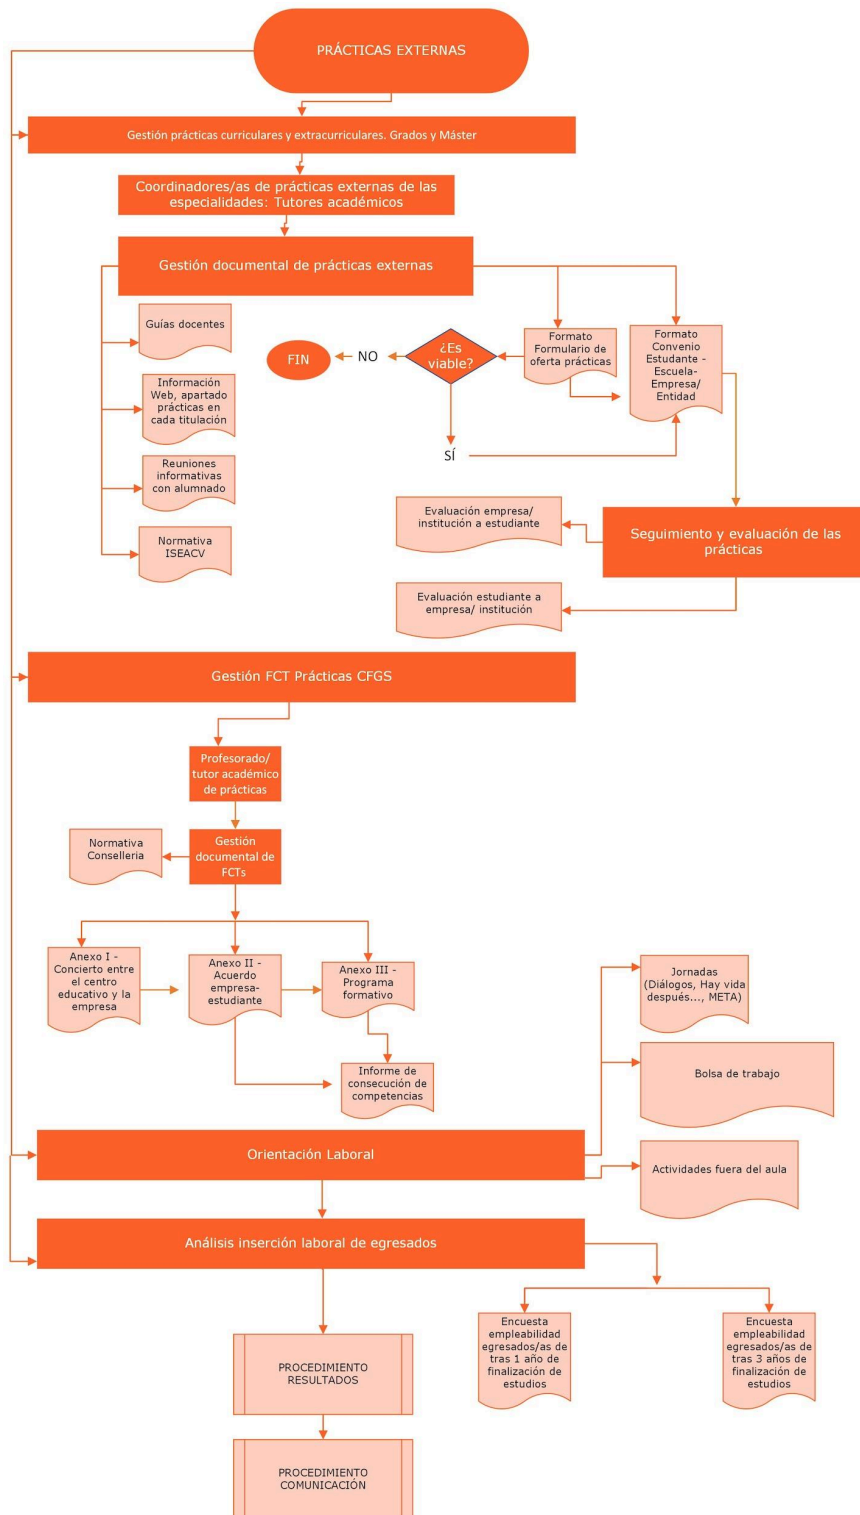 PRÁCTICAS EXTERNAS
Gestión prácticas curriculares y extracurriculares. Grados y Máster
Coordinadores/as de prácticas externas de las
especialidades: Tutores académicos
Gestión documental de prácticas externas
Guías docentes
Información
Web, apartado
prácticas en
cada titulación
Reuniones
informativas
con alumnado
Normativa
ISEACV
FIN
NO
¿Es
viable?
SÍ
Formato
Formulario de
oferta prácticas
Formato
Convenio
Estudiante -
Escuela-
Empresa/
Entidad
Evaluación empresa/
institución a estudiante
Seguimiento y evaluación de las
prácticas
Evaluación estudiante a
empresa/ institución
Gestión FCT Prácticas CFGS
Profesorado/
tutor académico
de prácticas
Normativa
Conselleria
Gestión
documental de
FCTs
Anexo I -
Concierto entre
el centro
educativo y la
empresa
Anexo II -
Acuerdo
empresa-
estudiante
Anexo III -
Programa
formativo
Informe de
consecución de
competencias
Jornadas
(Diálogos, Hay vida
después..., META)
Bolsa de trabajo
Orientación Laboral
Actividades fuera del aula
Análisis inserción laboral de egresados
Encuesta
empleabilidad
egresados/as de
tras 1 año de
finalización de
estudios
Encuesta
empleabilidad
egresados/as de
tras 3 años de
finalización de
estudios
PROCEDIMIENTO
RESULTADOS
PROCEDIMIENTO
COMUNICACIÓN